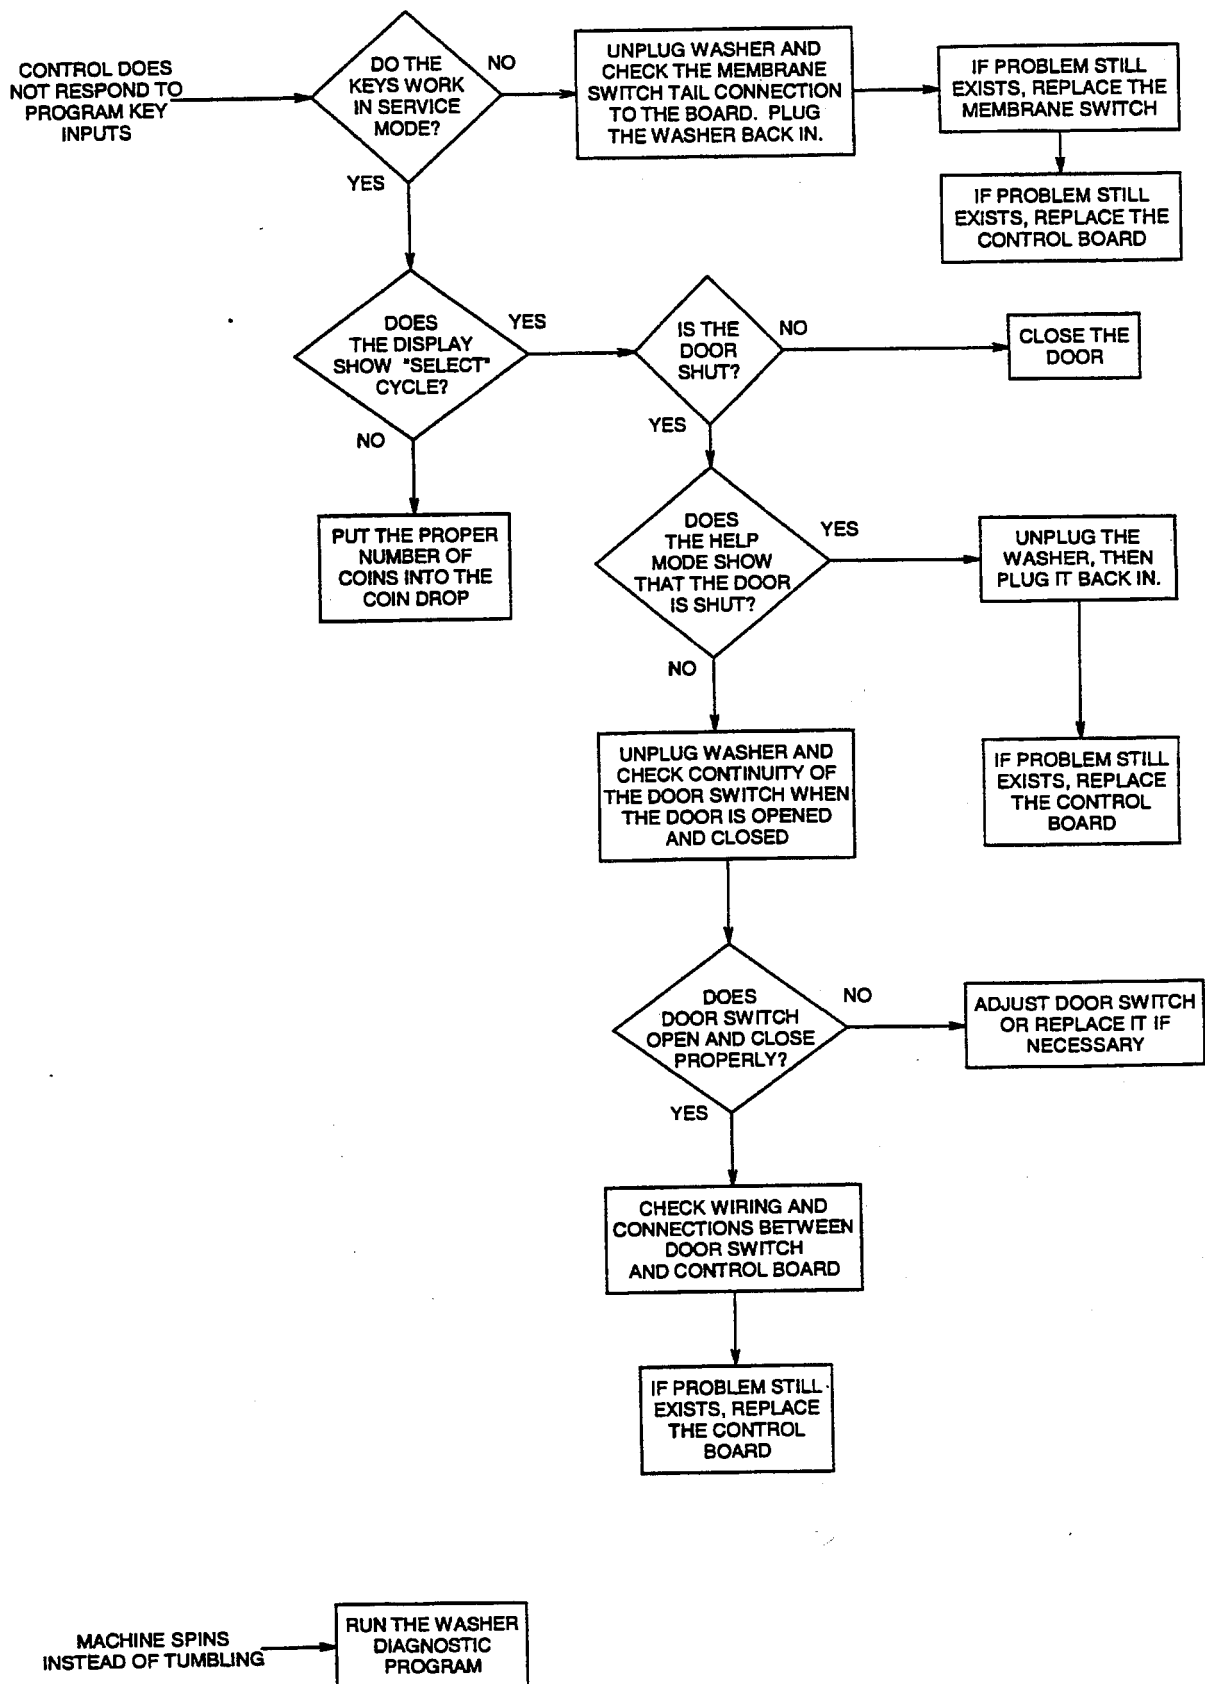 CONTROL DOES
NOT RESPOND TO
PROGRAM KEY
INPUTS
DO THE
KEYS WORK
IN SERVICE
MODE?
NO
UNPLUG WASHER AND
CHECK THE MEMBRANE
SWITCH TAIL CONNECTION
TO THE BOARD. PLUG
THE WASHER BACK IN.
IF PROBLEM STILL
EXISTS, REPLACE THE
MEMBRANE SWITCH
IF PROBLEM STILL
EXISTS, REPLACE THE
CONTROL BOARD
YES
DOES
THE DISPLAY
SHOW "SELECT"
CYCLE?
YES
IS THE
DOOR
SHUT?
NO
CLOSE THE
DOOR
NO
PUT THE PROPER
NUMBER OF
COINS INTO THE
COIN DROP
YES
DOES
THE HELP
MODE SHOW
THAT THE DOOR
IS SHUT?
YES
UNPLUG THE
WASHER, THEN
PLUG IT BACK IN.
IF PROBLEM STILL
EXISTS, REPLACE
THE CONTROL
BOARD
NO
UNPLUG WASHER AND
CHECK CONTINUITY OF
THE DOOR SWITCH WHEN
THE DOOR IS OPENED
AND CLOSED
DOES
DOOR SWITCH
OPEN AND CLOSE
PROPERLY?
NO
ADJUST DOOR SWITCH
OR REPLACE IT IF
NECESSARY
YES
CHECK WIRING AND
CONNECTIONS BETWEEN
DOOR SWITCH
AND CONTROL BOARD
IF PROBLEM STILL
EXISTS, REPLACE
THE CONTROL
BOARD
MACHINE SPINS
INSTEAD OF TUMBLING
RUN THE WASHER
DIAGNOSTIC
PROGRAM